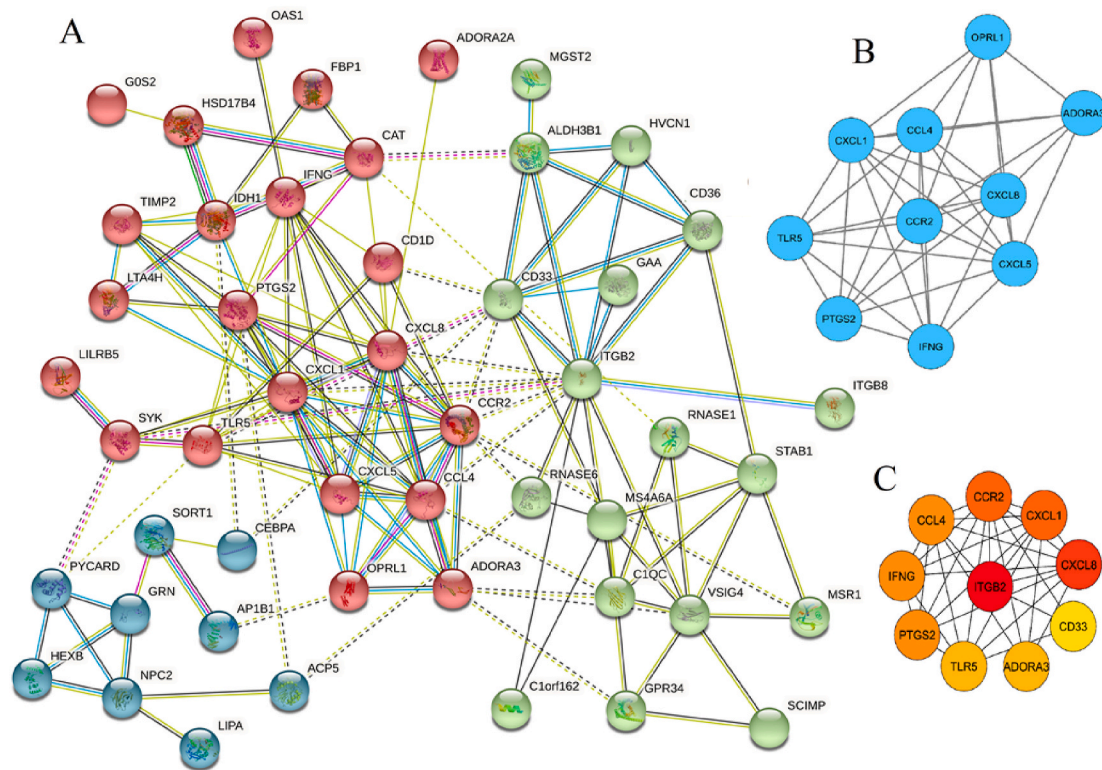 A
OAS1
ADORA2A
G0S2
FBP1
MGST2
HSD17B4
CAT
ALDH3B1
HVCN1
IFNG
TIMP2
IDH1
CD36
CD1D
LTA4H
PTGS2
CD33
GAA
CXCL8
ITGB2
LILRB5
CXCL1
CCR2
ITGB8
SYK
TLR5
RNASE1
CXCL5
CCL4
RNASE6
STAB1
MS4A6A
SORT1
CEBPA
PYCARD
GRN
AP1B1
OPRL1
ADORA3
C1QC
VSIG4
MSR1
HEXB
NPC2
ACP5
C1orf162
GPR34
SCIMP
LIPA
B
OPRL1
ADORA3
CXCL1
CCL4
CXCL8
CCR2
TLR5
CXCL5
PTGS2
IFNG
C
CCR2
CXCL1
CCL4
CXCL8
IFNG
ITGB2
CD33
PTGS2
TLR5
ADORA3